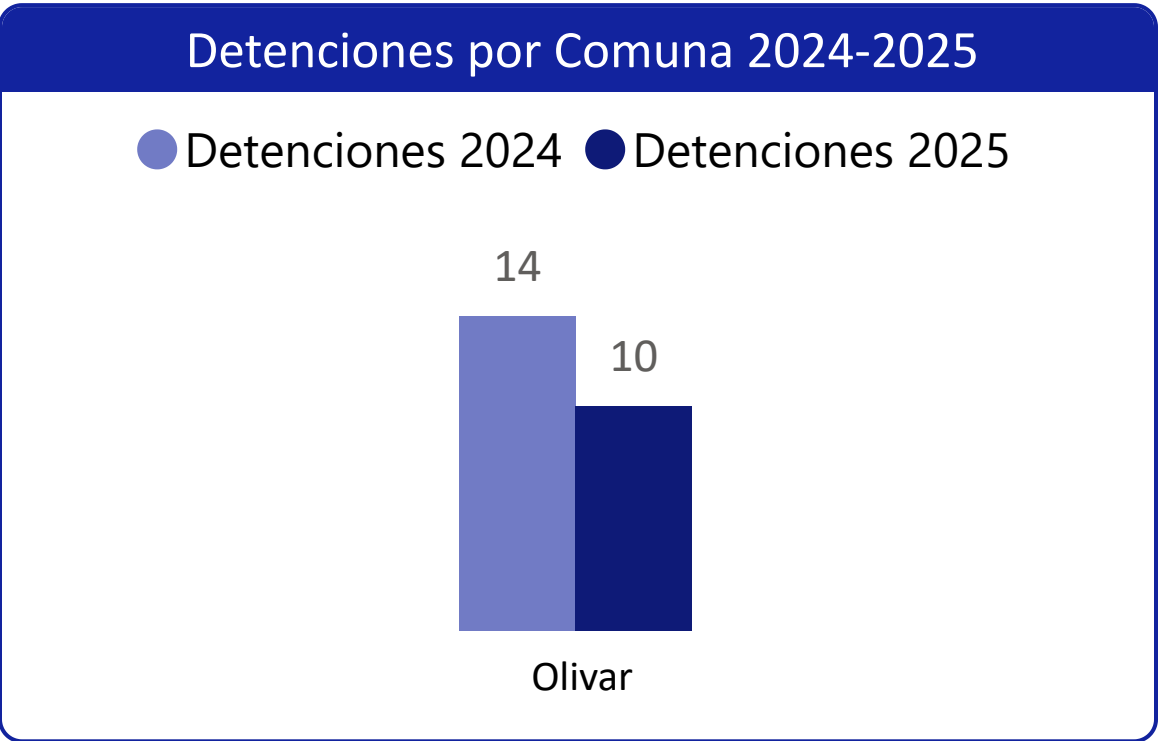 Detenciones por Comuna 2024-2025
Detenciones 2024 Detenciones 2025
14
10
Olivar